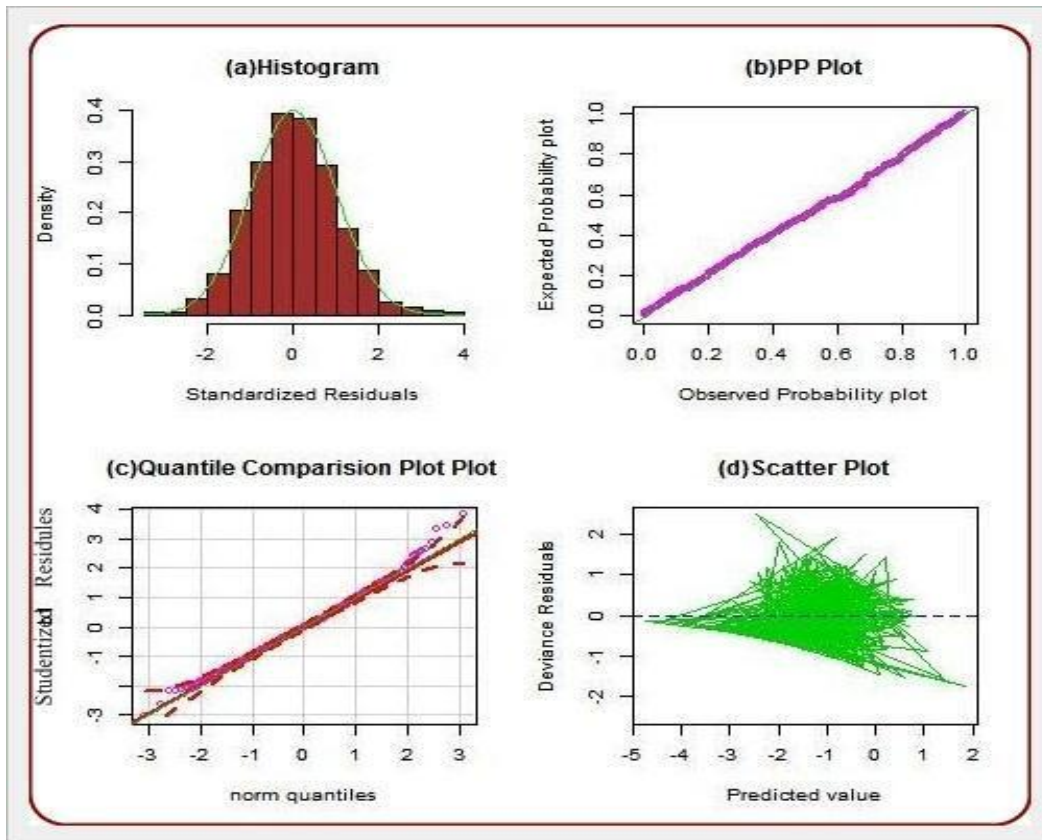 (a)Histogram
Density
0.0 0.1 0.2 0.3 0.4
-2 0 2 4
Standardized Residuals
(b)PP Plot
Expected Probability plot
0.0 0.2 0.4 0.6 0.8 1.0
0.0 0.2 0.4 0.6 0.8 1.0
Observed Probability plot
(c)Quantile Comparision Plot Plot
Residules
4 3 2 1 0 -1 -3
-3 -2 -1 0 1 2 3
norm quantiles
(d)Scatter Plot
Deviance Residuals
2 1 0 -1 -2
-5 -4 -3 -2 -1 0 1 2
Predicted value